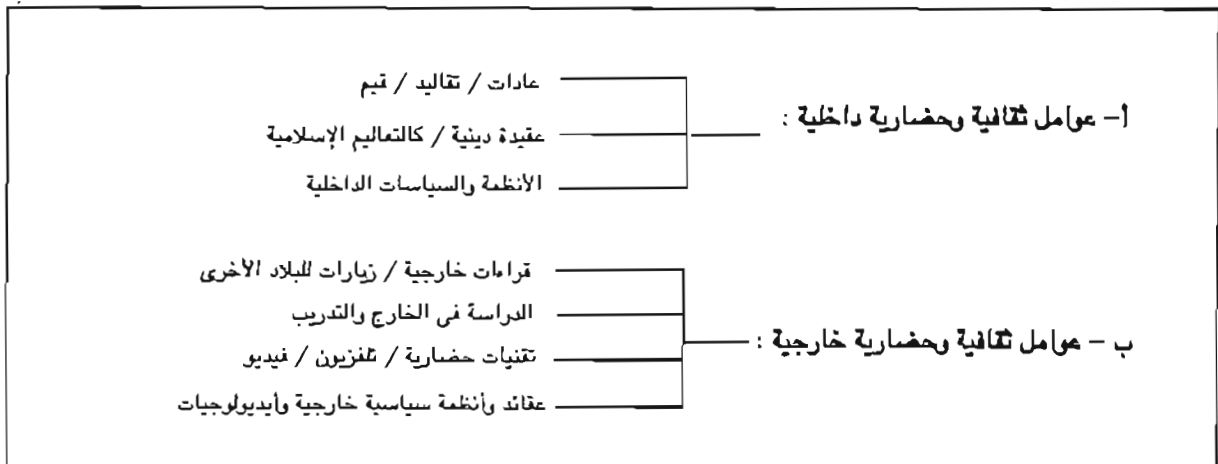 أ – عوامل ثقافية وحضارية داخلية :
عادات / تقاليد / قيم
عقيدة دينية / كالتعاليم الإسلامية
الأنظمة والسياسات الداخلية
ب – عوامل ثقافية وحضارية خارجية :
قراءات خارجية / زيارات للبلاد الأخرى
الدراسة فى الخارج والتدريب
تقنيات حضارية / تلفزيون / فيديو
عقائد وأنظمة سياسية خارجية وأيديولوجيات